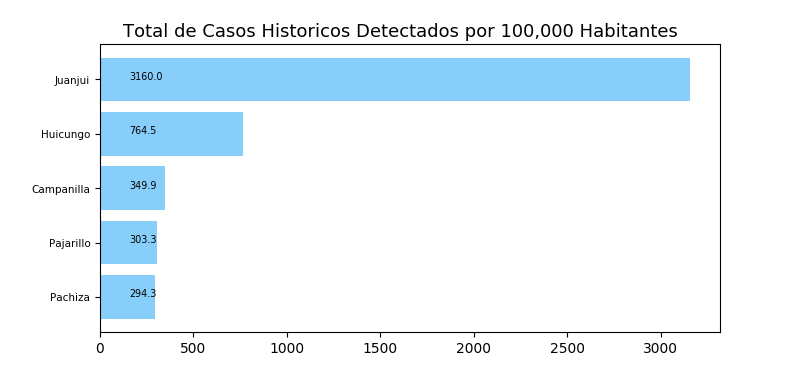 Total de Casos Historicos Detectados por 100,000 Habitantes
Juanjui 3160.0
Huicungo 764.5
Campanilla 349.9
Pajarillo 303.3
Pachiza 294.3
0 500 1000 1500 2000 2500 3000